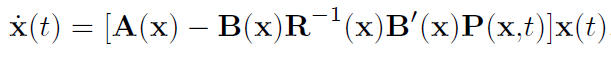 ẋ(t) = [A(x) − B(x)R⁻¹(x)B′(x)P(x,t)]x(t)